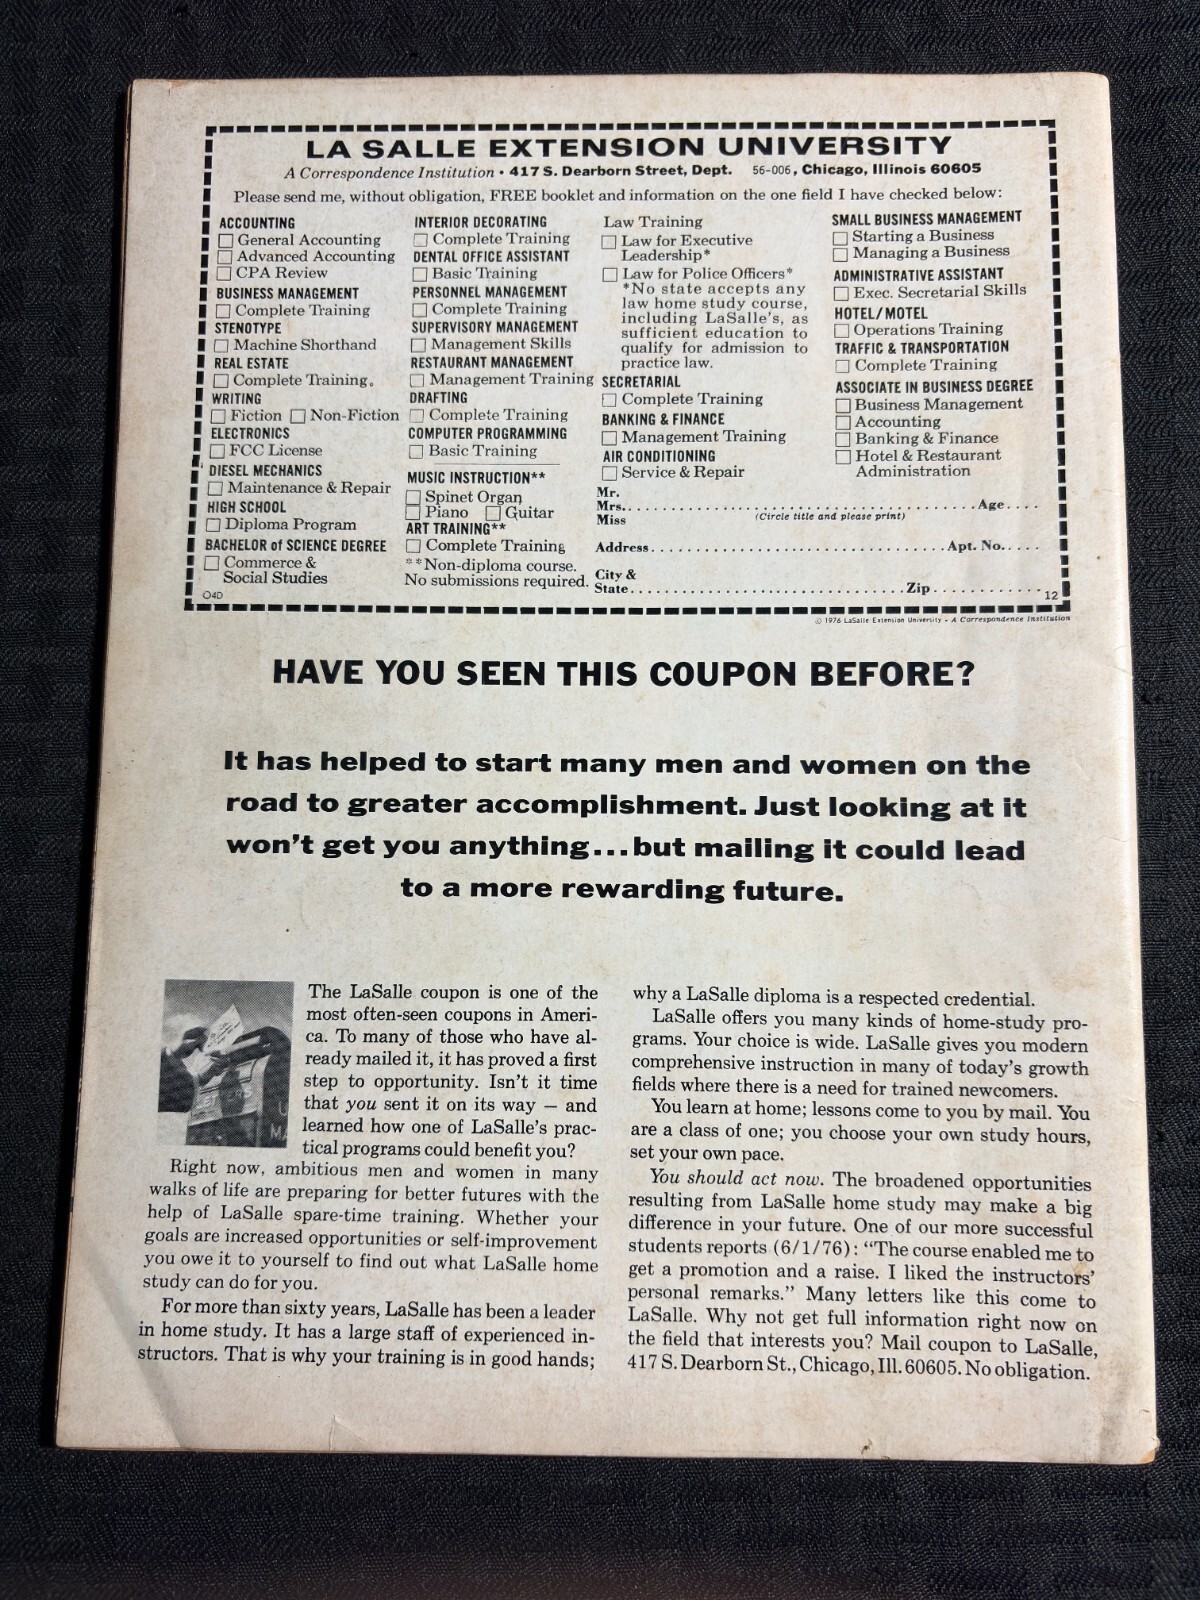 LA SALLE EXTENSION UNIVERSITY
A Correspondence Institution • 417 S. Dearborn Street, Dept. 56-006, Chicago, Illinois 60605
Please send me, without obligation, FREE booklet and information on the one field I have checked below:
ACCOUNTING
General Accounting
Advanced Accounting
CPA Review
BUSINESS MANAGEMENT
Complete Training
STENOTYPE
Machine Shorthand
REAL ESTATE
Complete Training.
WRITING
Fiction Non-Fiction
ELECTRONICS
FCC License
DIESEL MECHANICS
Maintenance & Repair
HIGH SCHOOL
Diploma Program
BACHELOR of SCIENCE DEGREE
Commerce &
Social Studies
O4D
INTERIOR DECORATING
Complete Training
DENTAL OFFICE ASSISTANT
Basic Training
PERSONNEL MANAGEMENT
Complete Training
SUPERVISORY MANAGEMENT
Management Skills
RESTAURANT MANAGEMENT
Management Training
DRAFTING
Complete Training
COMPUTER PROGRAMMING
Basic Training
MUSIC INSTRUCTION**
Spinet Organ
Piano Guitar
ART TRAINING**
Complete Training
**Non-diploma course.
No submissions required.
Law Training
Law for Executive
Leadership*
Law for Police Officers*
*No state accepts any
law home study course,
including LaSalle's, as
sufficient education to
qualify for admission to
practice law.
SECRETARIAL
Complete Training
BANKING & FINANCE
Management Training
AIR CONDITIONING
Service & Repair
SMALL BUSINESS MANAGEMENT
Starting a Business
Managing a Business
ADMINISTRATIVE ASSISTANT
Exec. Secretarial Skills
HOTEL/MOTEL
Operations Training
TRAFFIC & TRANSPORTATION
Complete Training
ASSOCIATE IN BUSINESS DEGREE
Business Management
Accounting
Banking & Finance
Hotel & Restaurant
Administration
Mr.
Mrs. Age
Miss (Circle title and please print)
Address Apt. No.
City &
State Zip
12
© 1976 LaSalle Extension University - A Correspondence Institution
HAVE YOU SEEN THIS COUPON BEFORE?
It has helped to start many men and women on the
road to greater accomplishment. Just looking at it
won't get you anything...but mailing it could lead
to a more rewarding future.
The LaSalle coupon is one of the
most often-seen coupons in Ameri-
ca. To many of those who have al-
ready mailed it, it has proved a first
step to opportunity. Isn't it time
that you sent it on its way — and
learned how one of LaSalle's prac-
tical programs could benefit you?
Right now, ambitious men and women in many
walks of life are preparing for better futures with the
help of LaSalle spare-time training. Whether your
goals are increased opportunities or self-improvement
you owe it to yourself to find out what LaSalle home
study can do for you.
For more than sixty years, LaSalle has been a leader
in home study. It has a large staff of experienced in-
structors. That is why your training is in good hands;
why a LaSalle diploma is a respected credential.
LaSalle offers you many kinds of home-study pro-
grams. Your choice is wide. LaSalle gives you modern
comprehensive instruction in many of today's growth
fields where there is a need for trained newcomers.
You learn at home; lessons come to you by mail. You
are a class of one; you choose your own study hours,
set your own pace.
You should act now. The broadened opportunities
resulting from LaSalle home study may make a big
difference in your future. One of our more successful
students reports (6/1/76): "The course enabled me to
get a promotion and a raise. I liked the instructors'
personal remarks." Many letters like this come to
LaSalle. Why not get full information right now on
the field that interests you? Mail coupon to LaSalle,
417 S. Dearborn St., Chicago, Ill. 60605. No obligation.